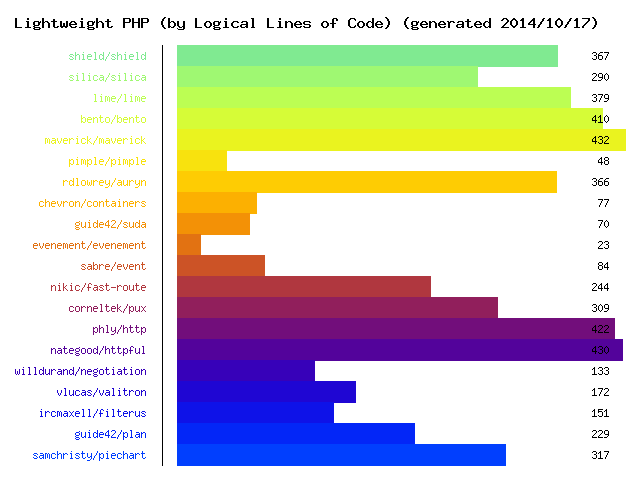 Lightweight PHP (by Logical Lines of Code) (generated 2014/10/17)
shield/shield 367
silica/silica 290
lime/lime 379
bento/bento 410
maverick/maverick 432
pimple/pimple 48
rdlowrey/auryn 366
chevron/containers 77
guide42/suda 70
evenement/evenement 23
sabre/event 84
nikic/fast-route 244
corneltek/pux 309
phly/http 422
nategood/httpful 430
willdurand/negotiation 133
vlucas/valitron 172
ircmaxell/filterus 151
guide42/plan 229
samchristy/piechart 317